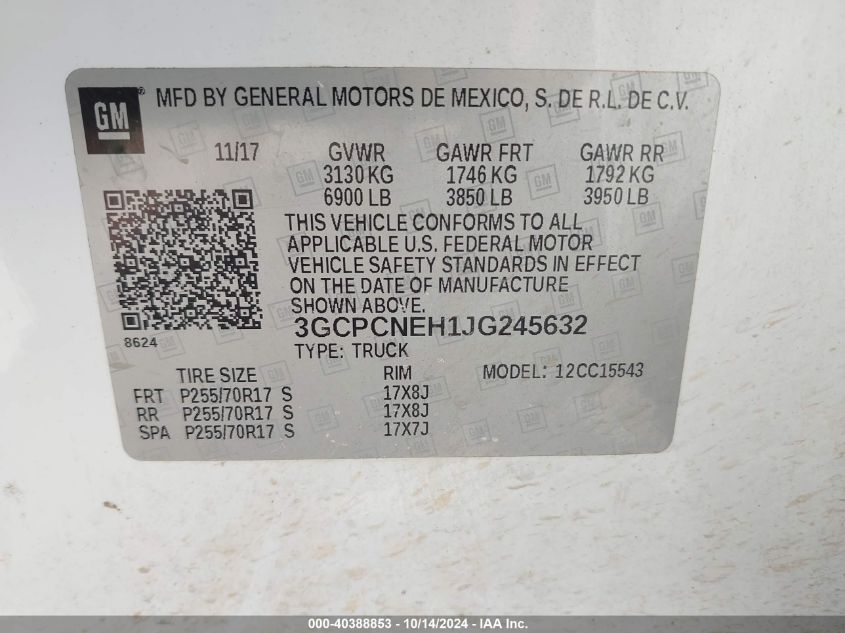 GM ® MFD BY GENERAL MOTORS DE MEXICO, S. DE R.L. DE C.V.
11/17 GVWR GAWR FRT GAWR RR
3130 KG 1746 KG 1792 KG
6900 LB 3850 LB 3950 LB
THIS VEHICLE CONFORMS TO ALL
APPLICABLE U.S. FEDERAL MOTOR
VEHICLE SAFETY STANDARDS IN EFFECT
ON THE DATE OF MANUFACTURE
SHOWN ABOVE.
3GCPCNEH1JG245632
8624
TYPE: TRUCK
TIRE SIZE RIM MODEL: 12CC15543
FRT P255/70R17 S 17X8J
RR P255/70R17 S 17X8J
SPA P255/70R17 S 17X7J
000-40388853 - 10/14/2024 - IAA Inc.